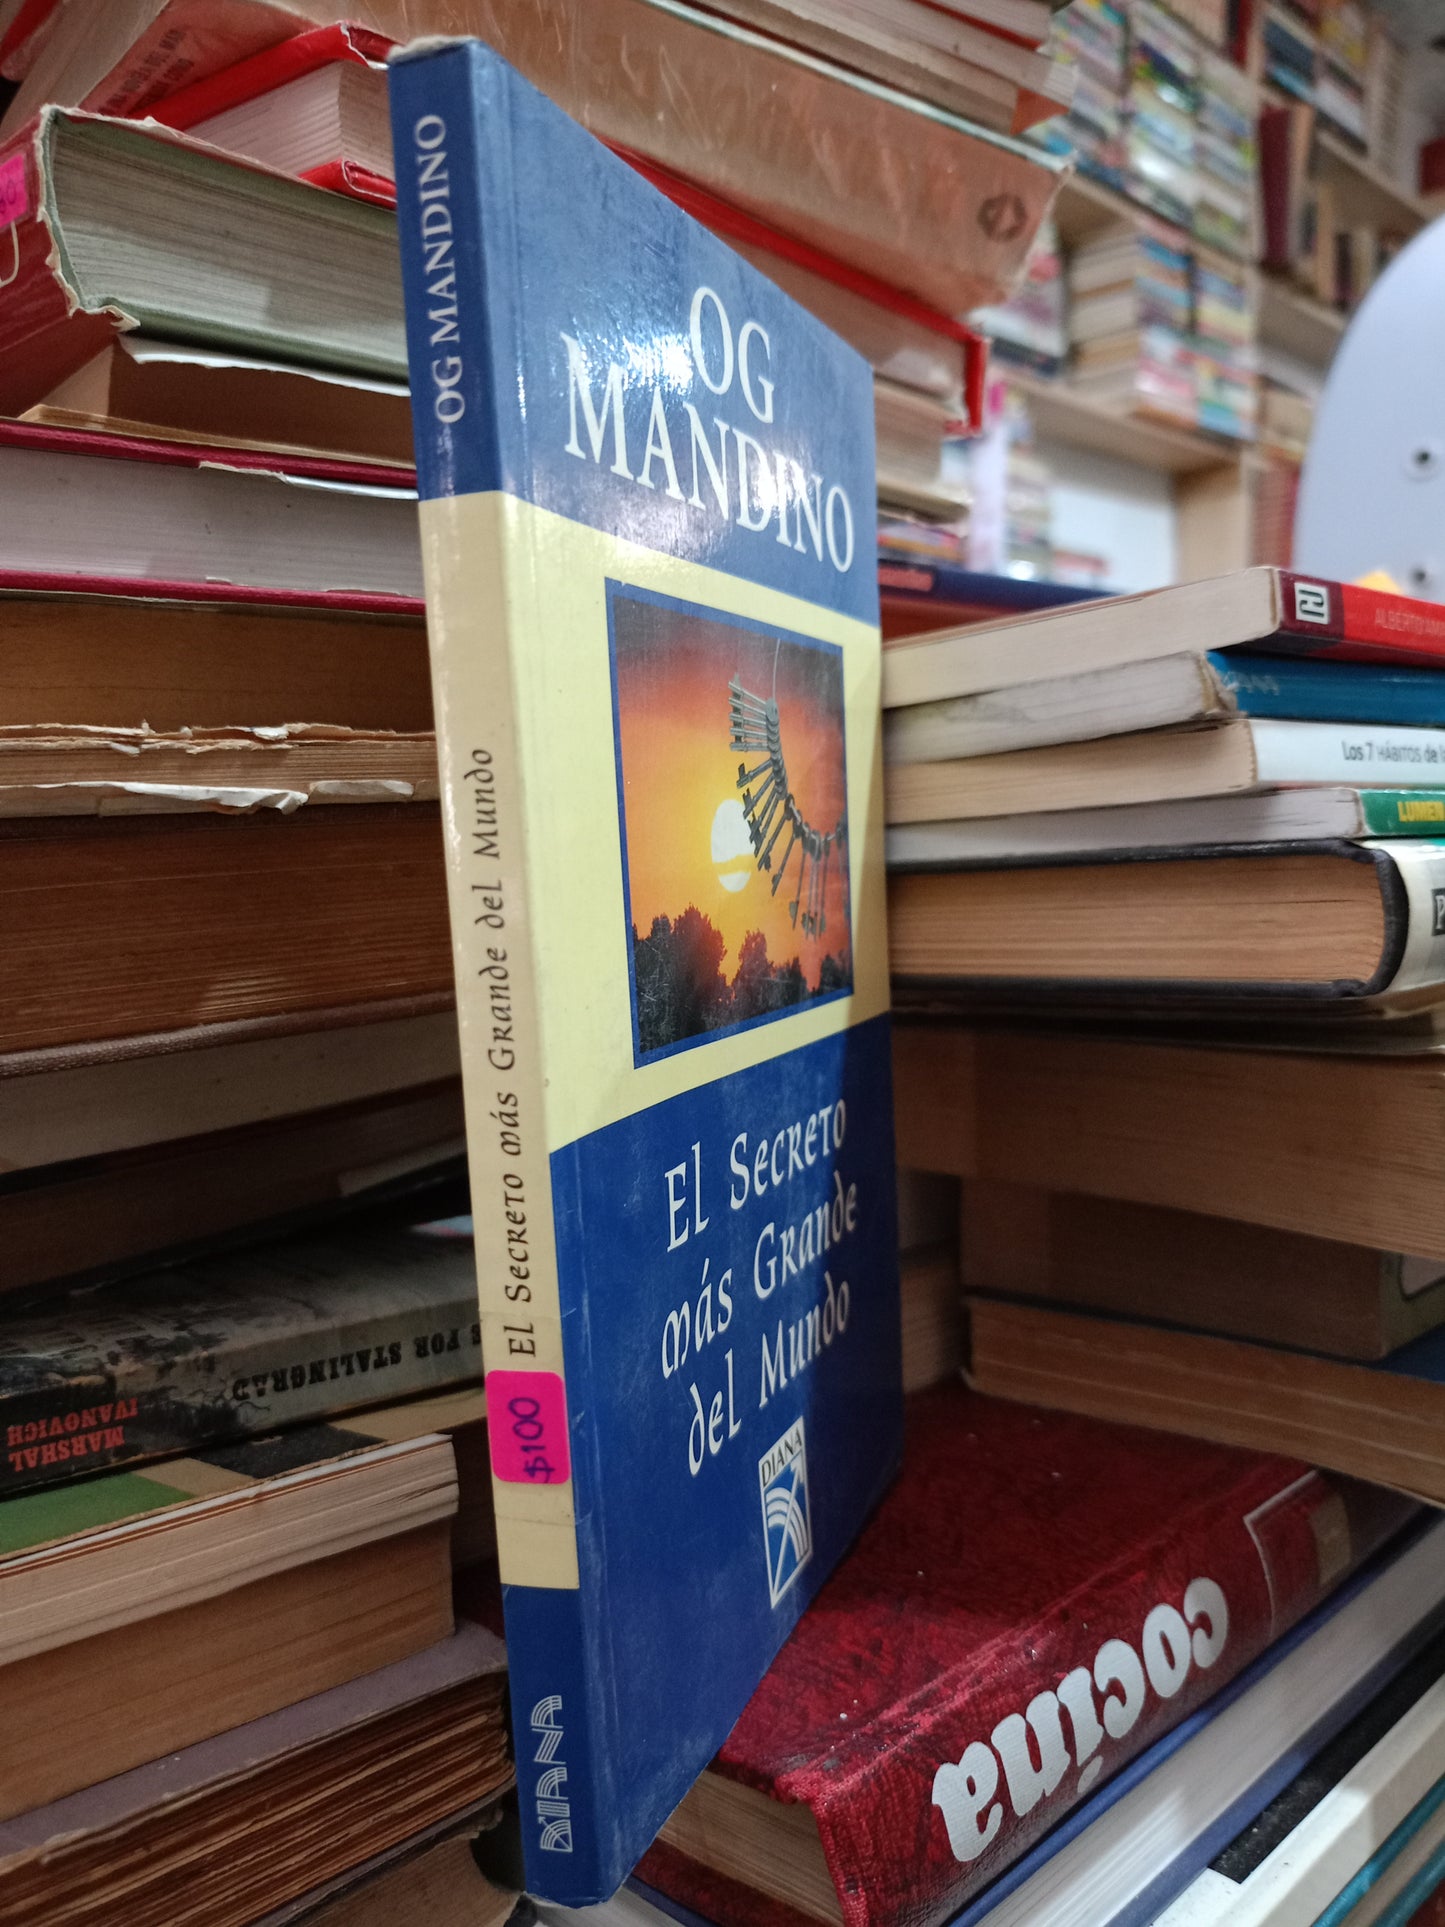 OG MANDINO
El Secreto más Grande del Mundo
$100
DIANA
OG
MANDINO
El Secreto
más Grande
del Mundo
DIANA
cocina
S FOR STALINGRAD
MARSHAL
IVANOVICH
Los 7 HÁBITOS de
LUMEN